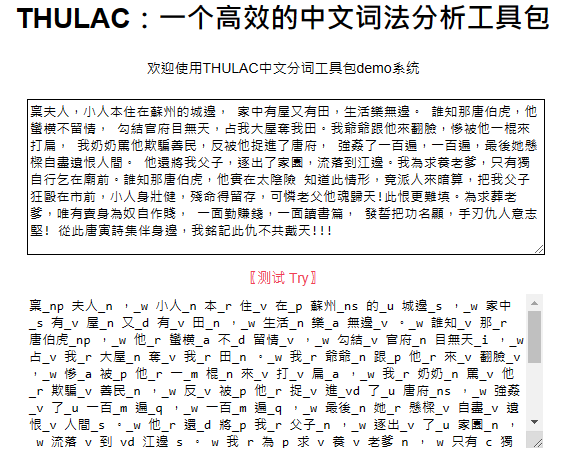 THULAC：一个高效的中文词法分析工具包
欢迎使用THULAC中文分词工具包demo系统
稟夫人，小人本住在蘇州的城邊， 家中有屋又有田，生活樂無邊。 誰知那唐伯虎，他
蠻橫不留情， 勾結官府目無天，占我大屋奪我田。我爺爺跟他來翻臉，慘被他一棍來
打扁， 我奶奶罵他欺騙善民，反被他捉進了唐府， 強姦了一百遍，一百遍，最後她懸
樑自盡遺恨人間。 他還將我父子，逐出了家園，流落到江邊。我為求養老爹，只有獨
自行乞在廟前。誰知那唐伯虎，他實在太陰險 知道此情形，竟派人來暗算，把我父子
狂毆在市前，小人身壯健，殘命得留存，可憐老父他魂歸天!此恨更難填。為求葬老
爹，唯有賣身為奴自作賤， 一面勤賺錢，一面讀書篇， 發誓把功名顯，手刃仇人意志
堅! 從此唐寅詩集伴身邊，我銘記此仇不共戴天!!!
〖测试 Try〗
稟_np 夫人_n ，_w 小人_n 本_r 住_v 在_p 蘇州_ns 的_u 城邊_s ，_w 家中
_s 有_v 屋_n 又_d 有_v 田_n ，_w 生活_n 樂_a 無邊_v 。_w 誰知_v 那_r
唐伯虎_np ，_w 他_r 蠻橫_a 不_d 留情_v ，_w 勾結_v 官府_n 目無天_i ，_w
占_v 我_r 大屋_n 奪_v 我_r 田_n 。_w 我_r 爺爺_n 跟_p 他_r 來_v 翻臉_v
，_w 慘_a 被_p 他_r 一_m 棍_n 來_v 打_v 扁_a ，_w 我_r 奶奶_n 罵_v 他
_r 欺騙_v 善民_n ，_w 反_v 被_p 他_r 捉_v 進_vd 了_u 唐府_ns ，_w 強姦
_v 了_u 一百_m 遍_q ，_w 一百_m 遍_q ，_w 最後_n 她_r 懸樑_v 自盡_v 遺
恨_v 人間_s 。_w 他_r 還_d 將_p 我_r 父子_n ，_w 逐出_v 了_u 家園_n ，
_w 流落_v 到_vd 江邊_s 。_w 我_r 為_p 求_v 養_v 老爹_n ，_w 只有_c 獨